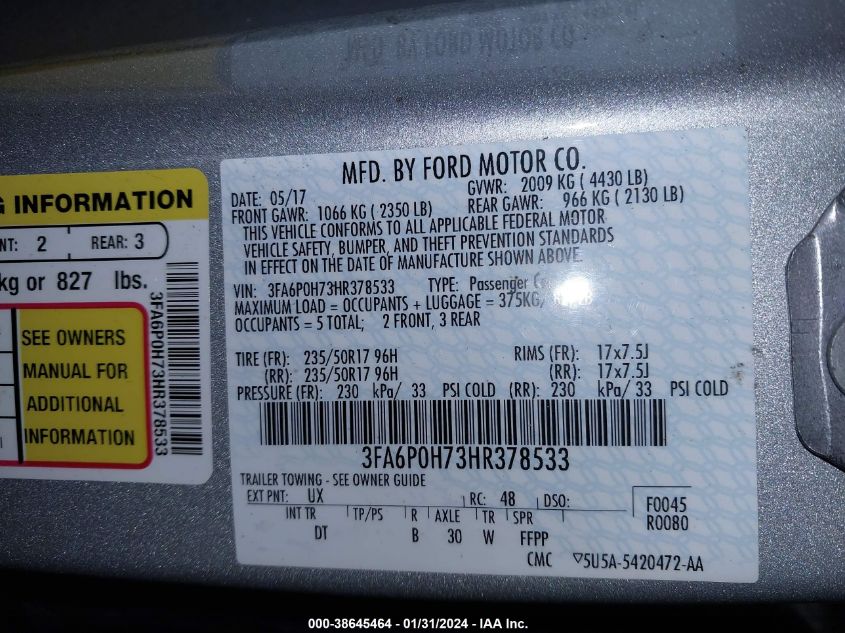 MFD. BY FORD MOTOR CO.
DATE: 05/17
GVWR: 2009 KG ( 4430 LB)
FRONT GAWR: 1066 KG ( 2350 LB)
REAR GAWR: 966 KG ( 2130 LB)
THIS VEHICLE CONFORMS TO ALL APPLICABLE FEDERAL MOTOR
VEHICLE SAFETY, BUMPER, AND THEFT PREVENTION STANDARDS
IN EFFECT ON THE DATE OF MANUFACTURE SHOWN ABOVE.
VIN: 3FA6P0H73HR378533 TYPE: Passenger
MAXIMUM LOAD = OCCUPANTS + LUGGAGE = 375KG/
OCCUPANTS = 5 TOTAL; 2 FRONT, 3 REAR
TIRE (FR): 235/50R17 96H RIMS (FR): 17x7.5J
(RR): 235/50R17 96H (RR): 17x7.5J
PRESSURE (FR): 230 kPa/ 33 PSI COLD (RR): 230 kPa/ 33 PSI COLD
3FA6P0H73HR378533
TRAILER TOWING - SEE OWNER GUIDE
EXT PNT: UX RC: 48 DSO:
F0045
R0080
INT TR TP/PS R AXLE TR SPR
DT B 30 W FFPP
CMC ▽5U5A-5420472-AA
INFORMATION
2 REAR: 3
kg or 827 lbs.
SEE OWNERS
MANUAL FOR
ADDITIONAL
INFORMATION
3FA6P0H73HR378533
000-38645464 - 01/31/2024 - IAA Inc.